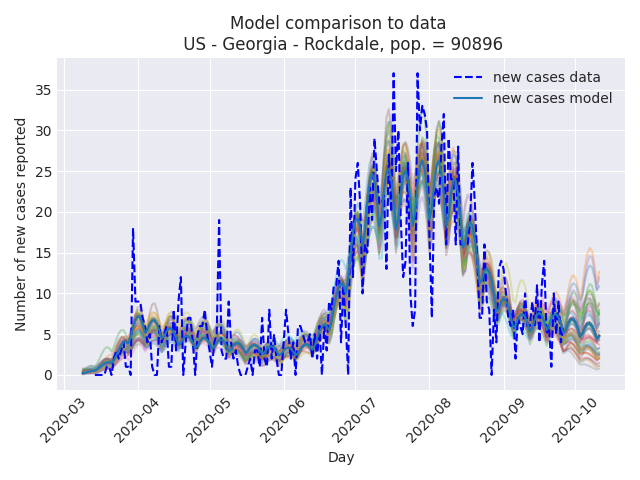 Model comparison to data
US - Georgia - Rockdale, pop. = 90896
new cases data
new cases model
Number of new cases reported
35
30
25
20
15
10
5
0
2020-03
2020-04
2020-05
2020-06
2020-07
2020-08
2020-09
2020-10
Day